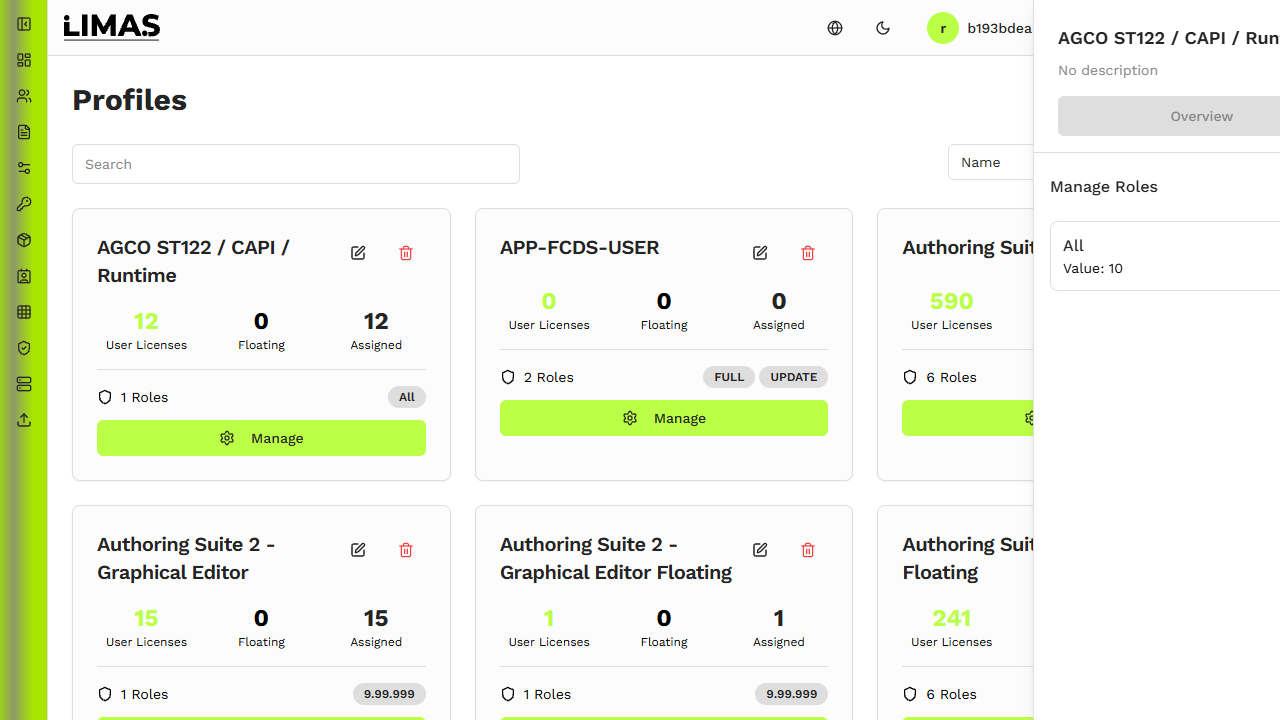 LIMAS
r
b193bdea
Profiles
Search
Name
AGCO ST122 / CAPI /
Runtime
12
User Licenses
0
Floating
12
Assigned
1 Roles
All
Manage
APP-FCDS-USER
0
User Licenses
0
Floating
0
Assigned
2 Roles
FULL
UPDATE
Manage
Authoring Suit
590
User Licenses
6 Roles
Authoring Suite 2 -
Graphical Editor
15
User Licenses
0
Floating
15
Assigned
1 Roles
9.99.999
Authoring Suite 2 -
Graphical Editor Floating
1
User Licenses
0
Floating
1
Assigned
1 Roles
9.99.999
Authoring Suit
Floating
241
User Licenses
6 Roles
AGCO ST122 / CAPI / Run
No description
Overview
Manage Roles
All
Value: 10